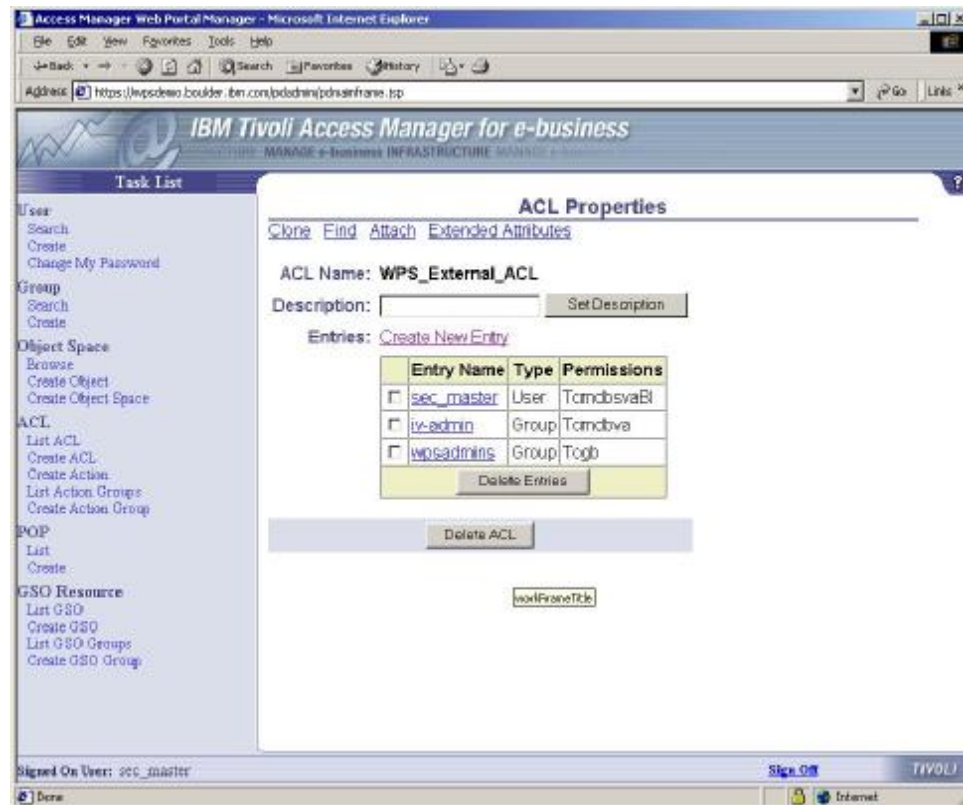 Access Manager Web Portal Manager - Microsoft Internet Explorer
File Edit View Favorites Tools Help
Back Search Favorites History
Address https://wpsdemo.boulder.ibm.com/pdadmin/pdmainframe.jsp Go Links
IBM Tivoli Access Manager for e-business
MANAGE e-business INFRASTRUCTURE
Task List
?
ACL Properties
User
Search
Create
Change My Password
Group
Search
Create
Object Space
Browse
Create Object
Create Object Space
ACL
List ACL
Create ACL
Create Action
List Action Groups
Create Action Group
POP
List
Create
GSO Resource
List GSO
Create GSO
List GSO Groups
Create GSO Group
Clone Find Attach Extended Attributes
ACL Name: WPS_External_ACL
Description: Set Description
Entries: Create New Entry
Entry Name Type Permissions
sec_master User TcmdbsvaBl
iv-admin Group Tcmdbva
wpsadmins Group Tcgb
Delete Entries
Delete ACL
workFrameTitle
Signed On User: sec_master
Sign Off
TIVOLI
Done
Internet